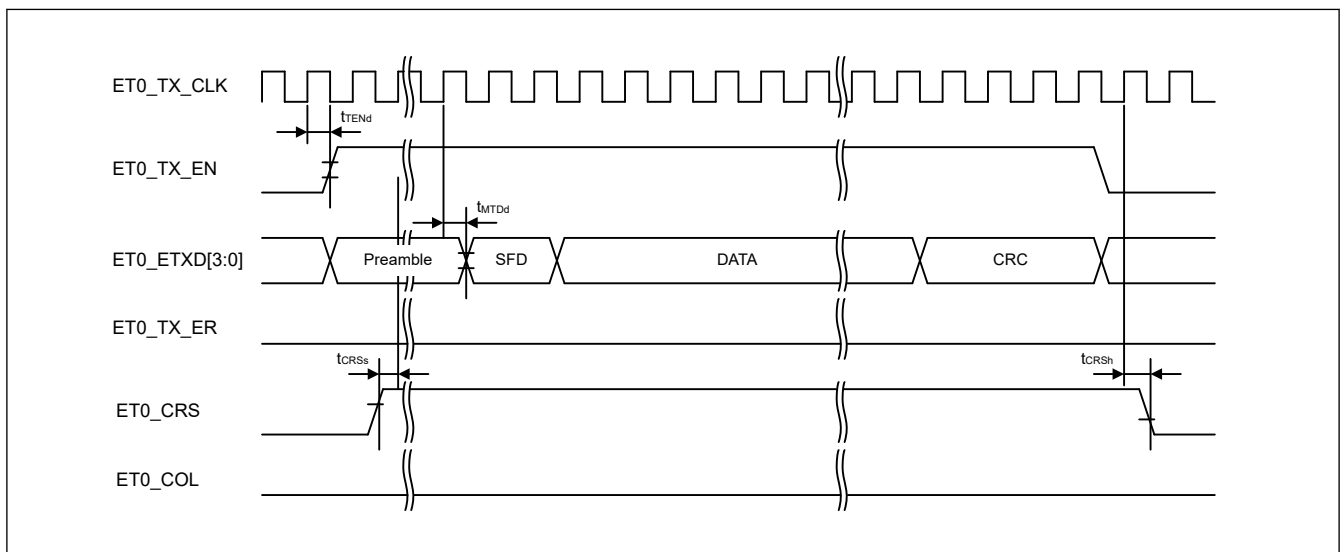 ET0_TX_CLK
tTENd
ET0_TX_EN
tMTDd
ET0_ETXD[3:0]
Preamble
SFD
DATA
CRC
ET0_TX_ER
tCRSs
tCRSh
ET0_CRS
ET0_COL